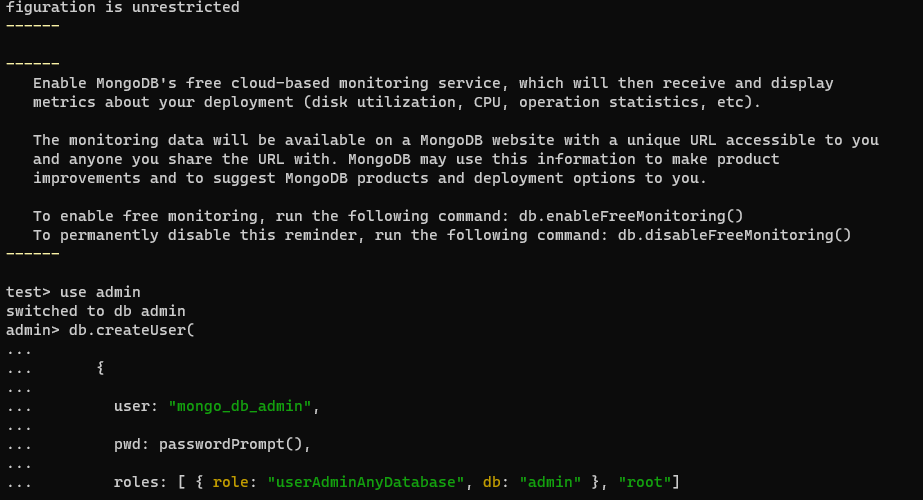 figuration is unrestricted
------
------
Enable MongoDB's free cloud-based monitoring service, which will then receive and display
metrics about your deployment (disk utilization, CPU, operation statistics, etc).
The monitoring data will be available on a MongoDB website with a unique URL accessible to you
and anyone you share the URL with. MongoDB may use this information to make product
improvements and to suggest MongoDB products and deployment options to you.
To enable free monitoring, run the following command: db.enableFreeMonitoring()
To permanently disable this reminder, run the following command: db.disableFreeMonitoring()
------
test> use admin
switched to db admin
admin> db.createUser(
...
...       {
...
...         user: "mongo_db_admin",
...
...         pwd: passwordPrompt(),
...
...         roles: [ { role: "userAdminAnyDatabase", db: "admin" }, "root"]